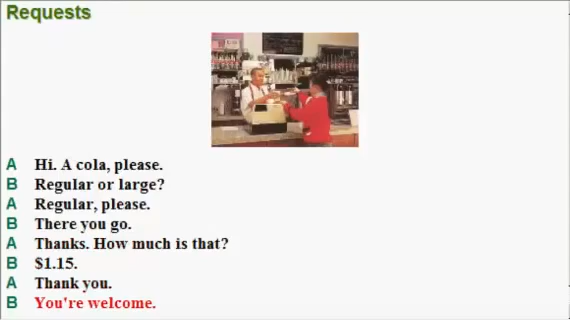 Requests
A Hi. A cola, please.
B Regular or large?
A Regular, please.
B There you go.
A Thanks. How much is that?
B $1.15.
A Thank you.
B You're welcome.